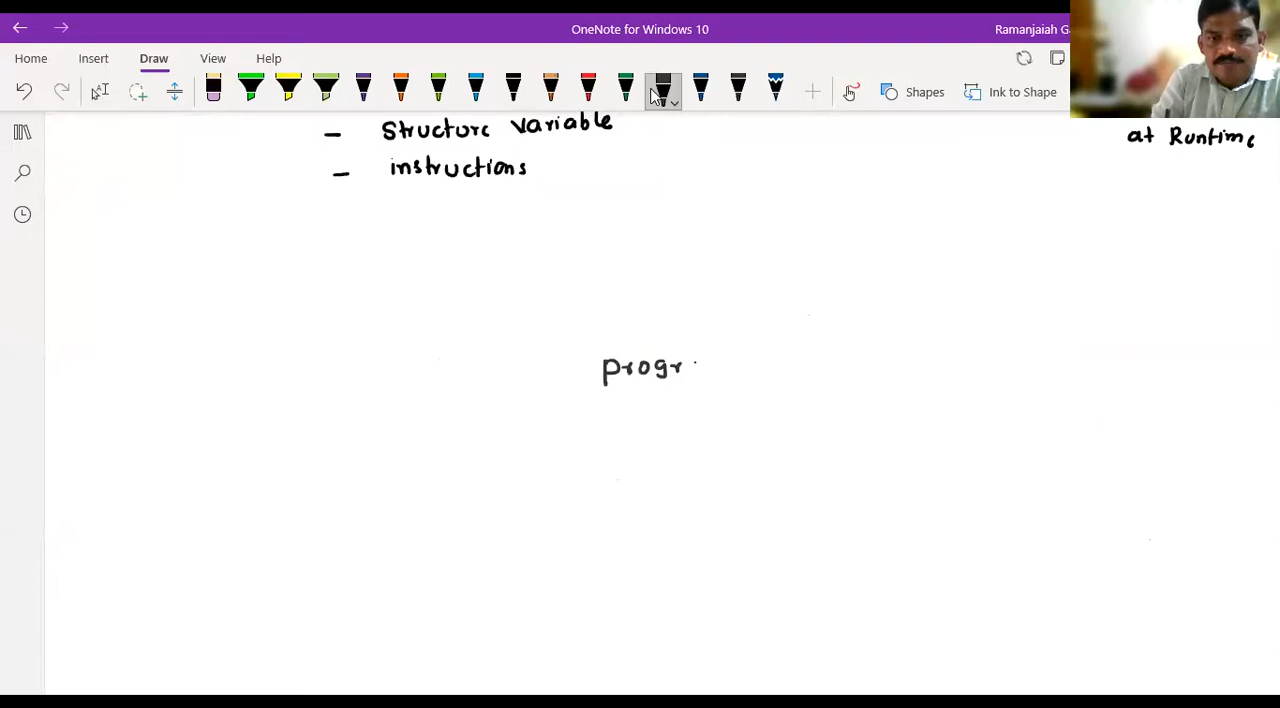 OneNote for Windows 10
Ramanjaiah G
Home Insert Draw View Help
Shapes Ink to Shape
- Structure Variable
at Runtime
- instructions
progr